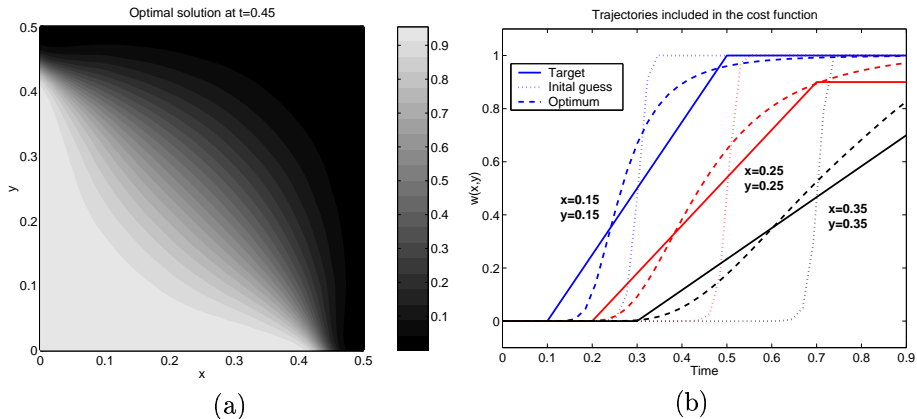 Optimal solution at t=0.45
0.5
0.4
0.3
0.2
0.1
0
y
0
0.1
0.2
0.3
0.4
0.5
x
0.9
0.8
0.7
0.6
0.5
0.4
0.3
0.2
0.1
(a)
Trajectories included in the cost function
1
0.8
0.6
0.4
0.2
0
w(x,y)
Target
Inital guess
Optimum
x=0.15
y=0.15
x=0.25
y=0.25
x=0.35
y=0.35
0
0.1
0.2
0.3
0.4
0.5
0.6
0.7
0.8
0.9
Time
(b)